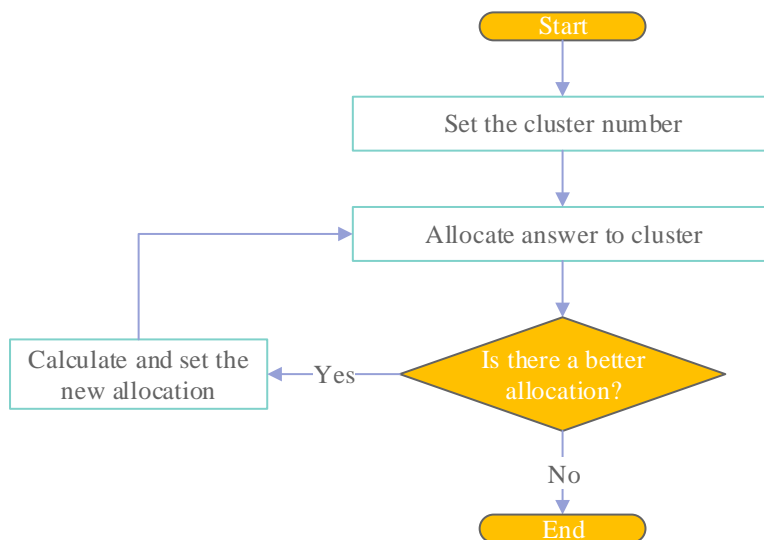 Start
Set the cluster number
Allocate answer to cluster
Is there a better
allocation?
Yes
Calculate and set the
new allocation
No
End